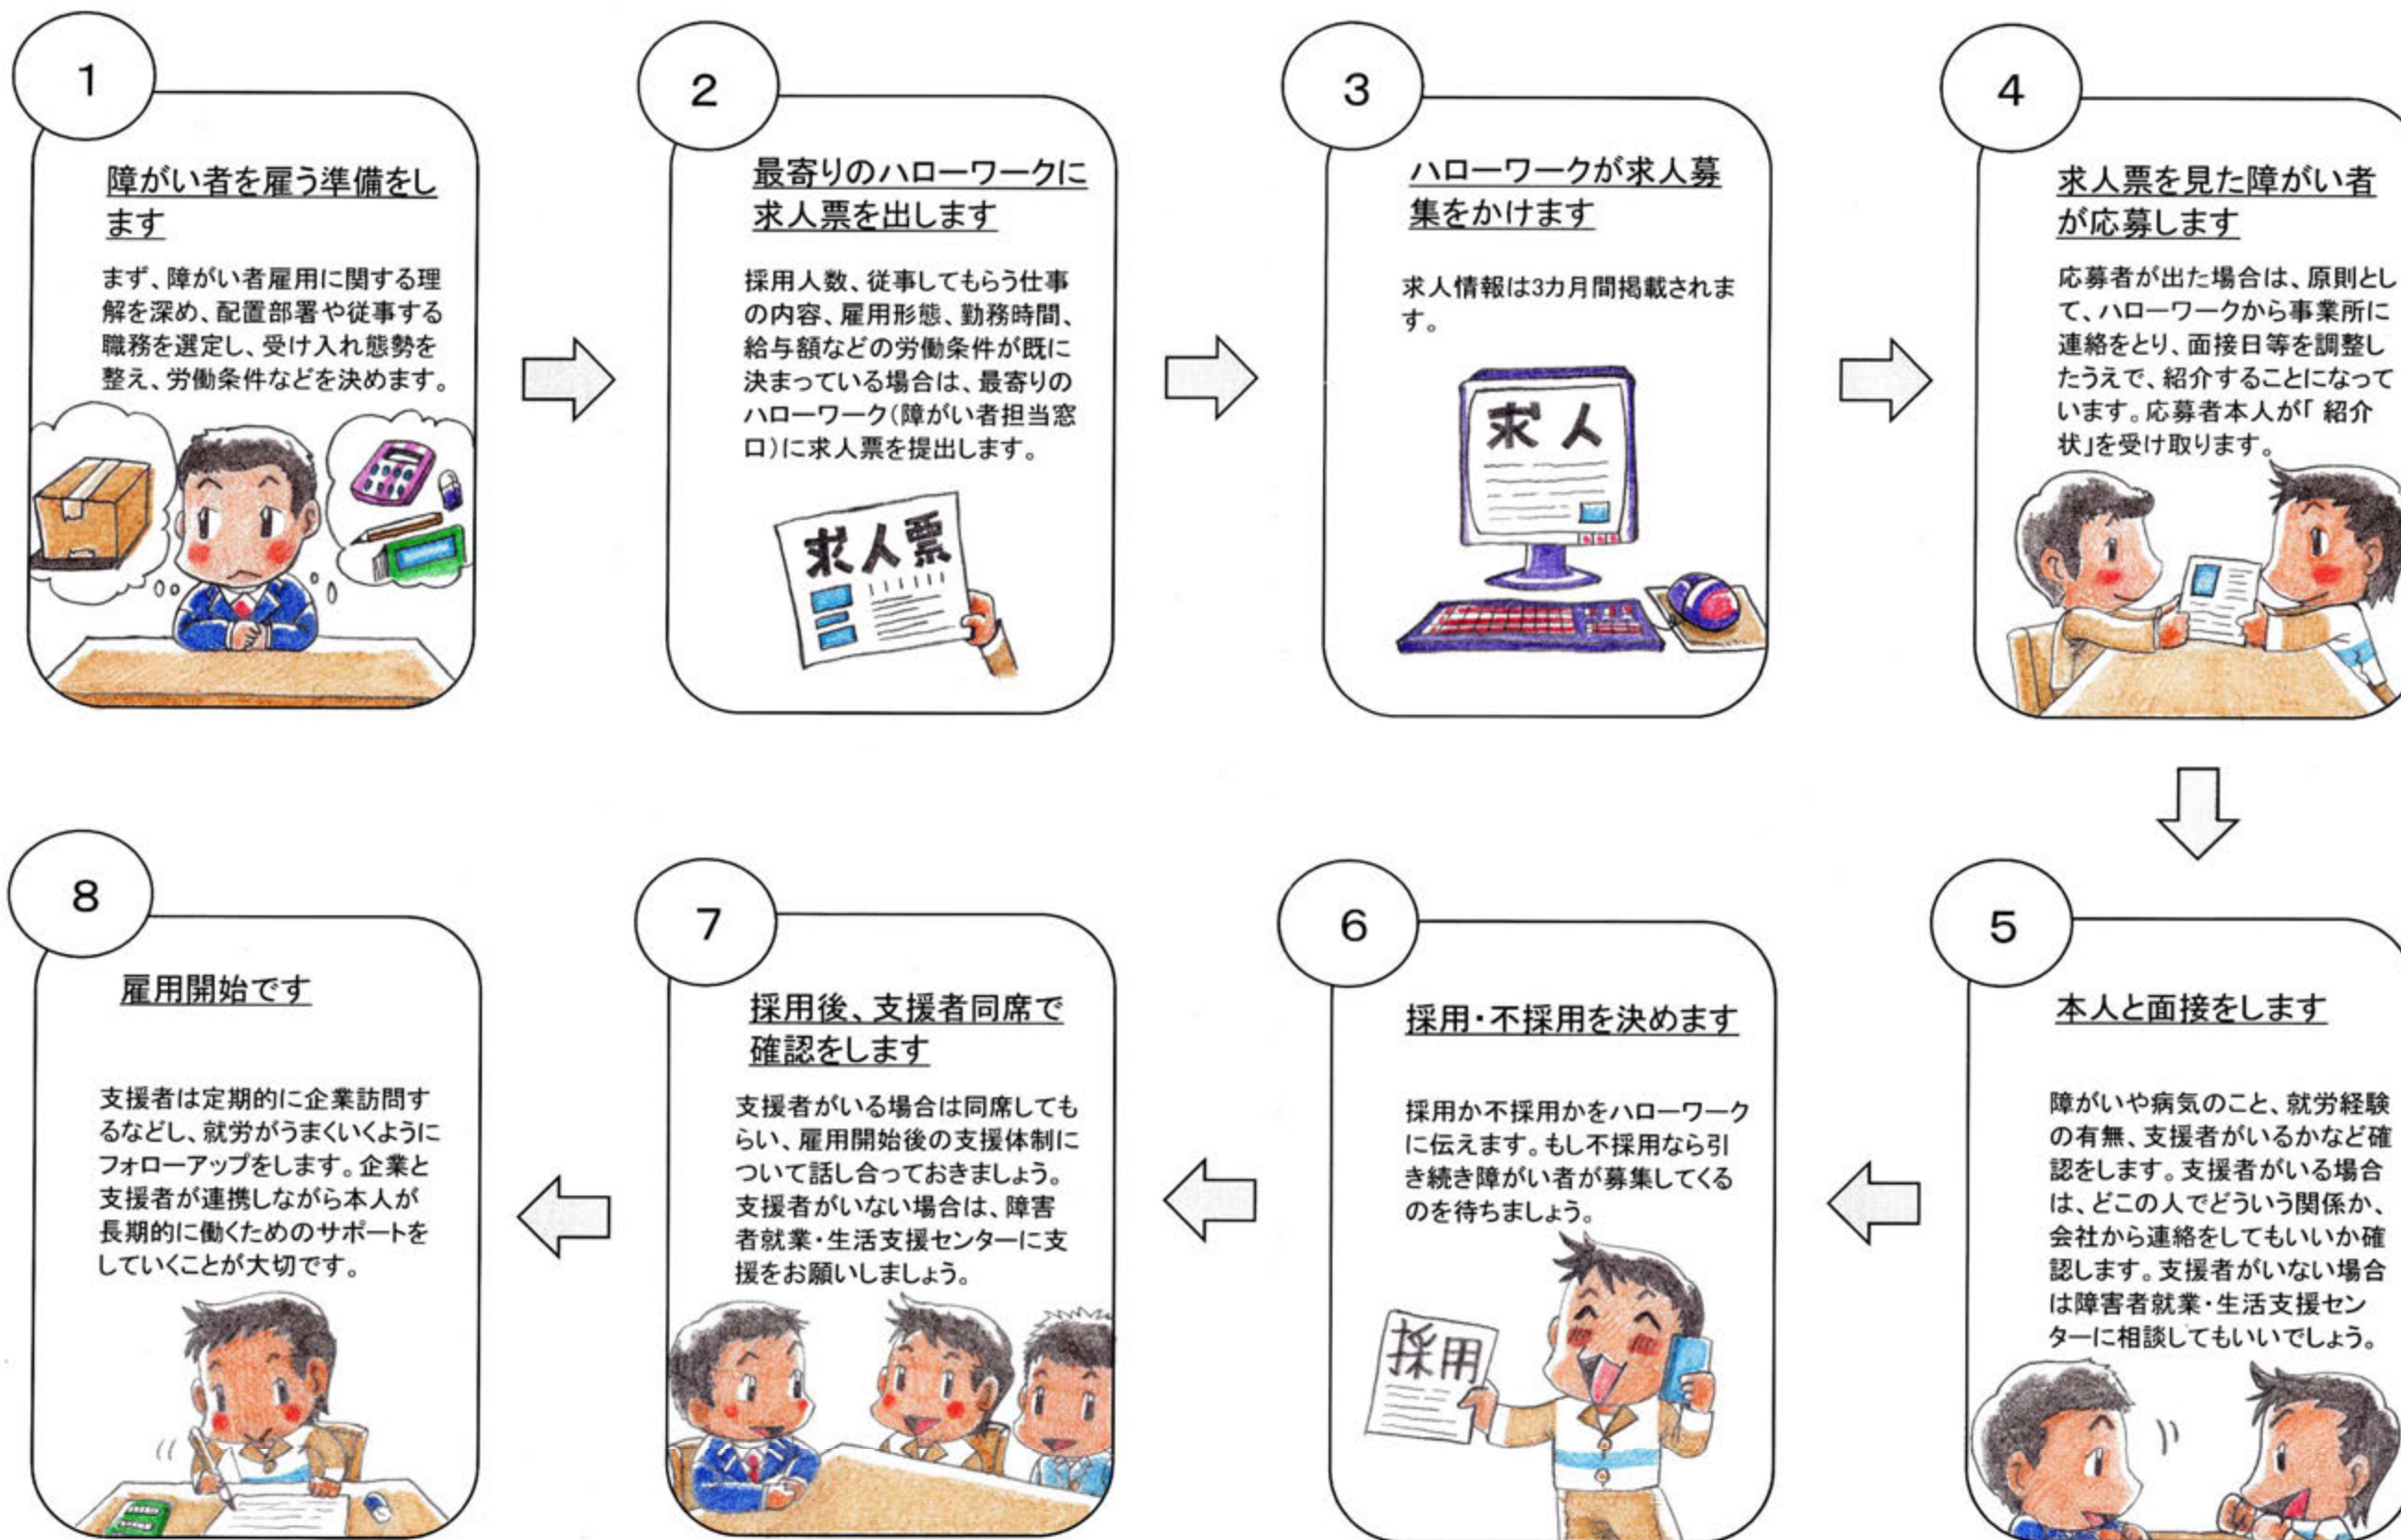 1
障がい者を雇う準備をし
ます
まず、障がい者雇用に関する理
解を深め、配置部署や従事する
職務を選定し、受け入れ態勢を
整え、労働条件などを決めます。
2
最寄りのハローワークに
求人票を出します
採用人数、従事してもらう仕事
の内容、雇用形態、勤務時間、
給与額などの労働条件が既に
決まっている場合は、最寄りの
ハローワーク(障がい者担当窓
口)に求人票を提出します。
求人票
3
ハローワークが求人募
集をかけます
求人情報は3カ月間掲載されま
す。
求人
4
求人票を見た障がい者
が応募します
応募者が出た場合は、原則とし
て、ハローワークから事業所に
連絡をとり、面接日等を調整し
たうえで、紹介することになって
います。応募者本人が「 紹介
状」を受け取ります。
5
本人と面接をします
障がいや病気のこと、就労経験
の有無、支援者がいるかなど確
認をします。支援者がいる場合
は、どこの人でどういう関係か、
会社から連絡をしてもいいか確
認します。支援者がいない場合
は障害者就業・生活支援セン
ターに相談してもいいでしょう。
6
採用・不採用を決めます
採用か不採用かをハローワーク
に伝えます。もし不採用なら引
き続き障がい者が募集してくる
のを待ちましょう。
採用
7
採用後、支援者同席で
確認をします
支援者がいる場合は同席しても
らい、雇用開始後の支援体制に
ついて話し合っておきましょう。
支援者がいない場合は、障害
者就業・生活支援センターに支
援をお願いしましょう。
8
雇用開始です
支援者は定期的に企業訪問す
るなどし、就労がうまくいくように
フォローアップをします。企業と
支援者が連携しながら本人が
長期的に働くためのサポートを
していくことが大切です。